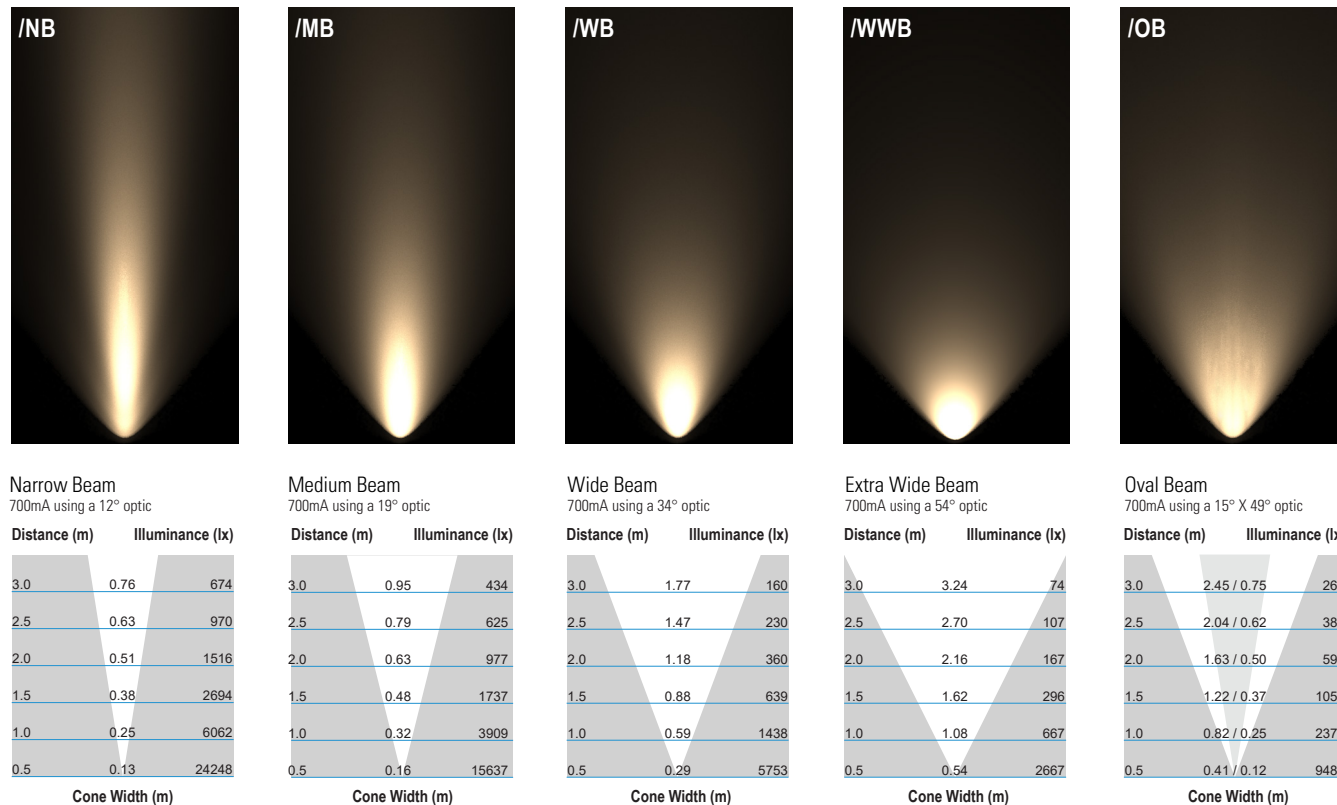 /NB
Narrow Beam
700mA using a 12° optic
Distance (m) Illuminance (lx)
3.0 0.76 674
2.5 0.63 970
2.0 0.51 1516
1.5 0.38 2694
1.0 0.25 6062
0.5 0.13 24248
Cone Width (m)
/MB
Medium Beam
700mA using a 19° optic
Distance (m) Illuminance (lx)
3.0 0.95 434
2.5 0.79 625
2.0 0.63 977
1.5 0.48 1737
1.0 0.32 3909
0.5 0.16 15637
Cone Width (m)
/WB
Wide Beam
700mA using a 34° optic
Distance (m) Illuminance (lx)
3.0 1.77 160
2.5 1.47 230
2.0 1.18 360
1.5 0.88 639
1.0 0.59 1438
0.5 0.29 5753
Cone Width (m)
/WWB
Extra Wide Beam
700mA using a 54° optic
Distance (m) Illuminance (lx)
3.0 3.24 74
2.5 2.70 107
2.0 2.16 167
1.5 1.62 296
1.0 1.08 667
0.5 0.54 2667
Cone Width (m)
/OB
Oval Beam
700mA using a 15° X 49° optic
Distance (m) Illuminance (lx
3.0 2.45 / 0.75 26
2.5 2.04 / 0.62 38
2.0 1.63 / 0.50 59
1.5 1.22 / 0.37 105
1.0 0.82 / 0.25 237
0.5 0.41 / 0.12 948
Cone Width (m)